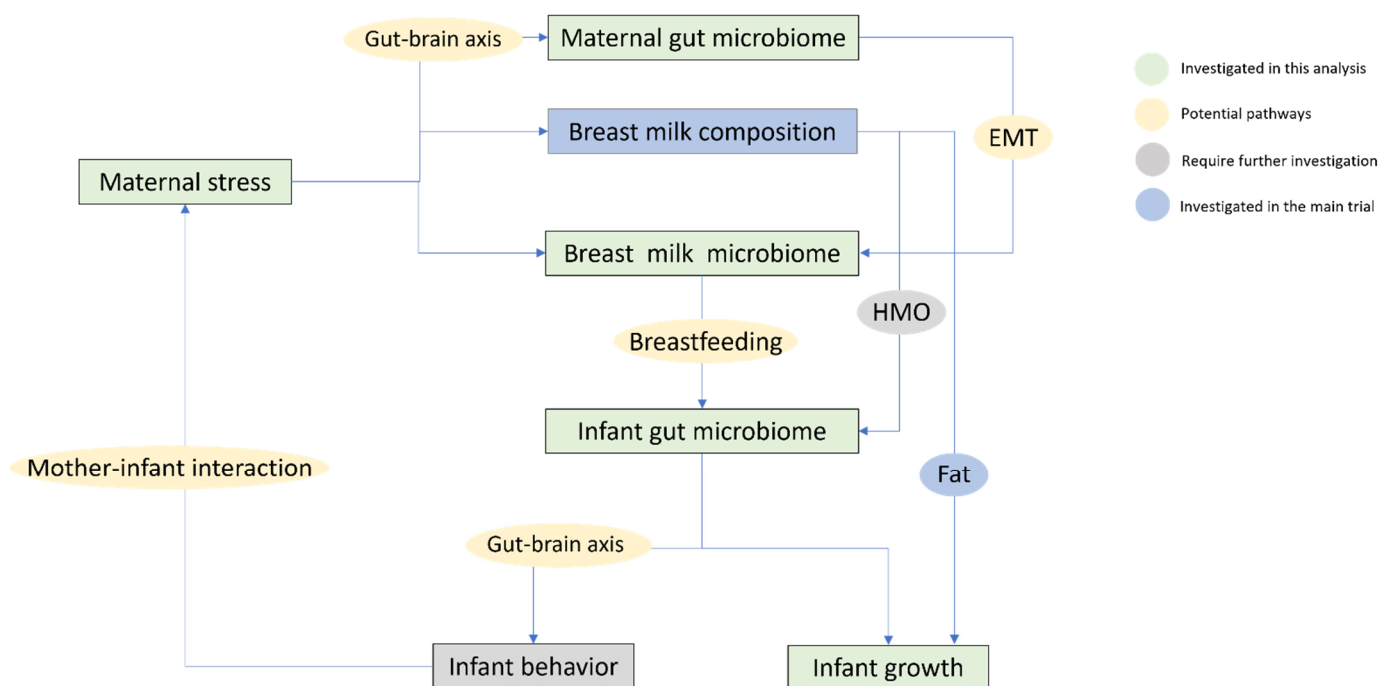 Gut-brain axis
Maternal gut microbiome
Investigated in this analysis
Potential pathways
Breast milk composition
EMT
Require further investigation
Maternal stress
Investigated in the main trial
Breast milk microbiome
HMO
Breastfeeding
Infant gut microbiome
Mother-infant interaction
Fat
Gut-brain axis
Infant behavior
Infant growth